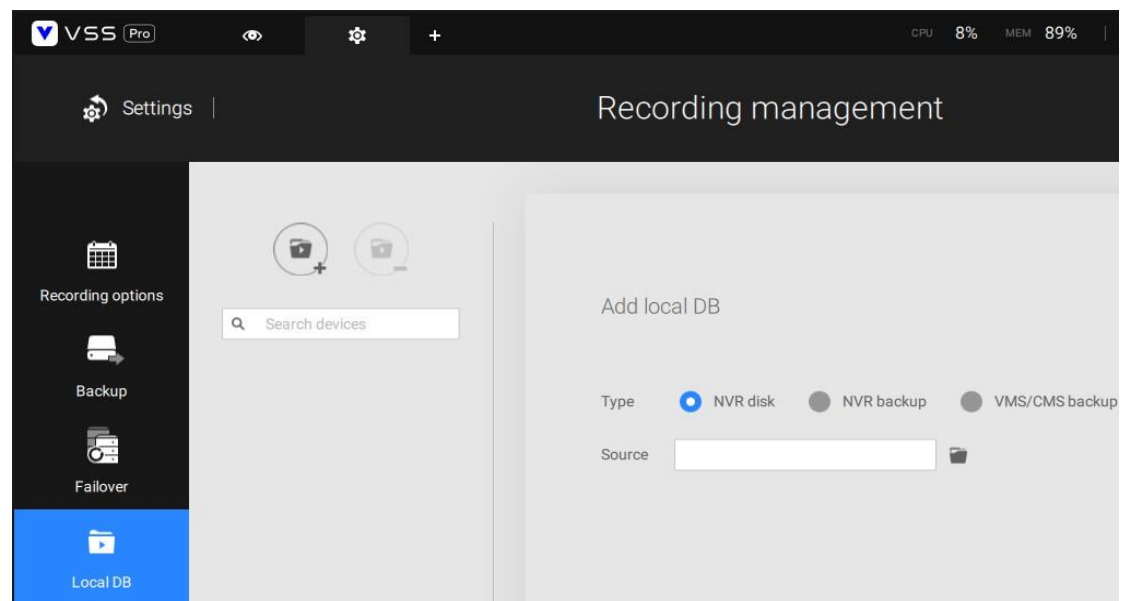 VSS Pro
CPU 8% MEM 89%
Settings
Recording management
Recording options
Search devices
Add local DB
Backup
Type NVR disk NVR backup VMS/CMS backup
Source
Failover
Local DB